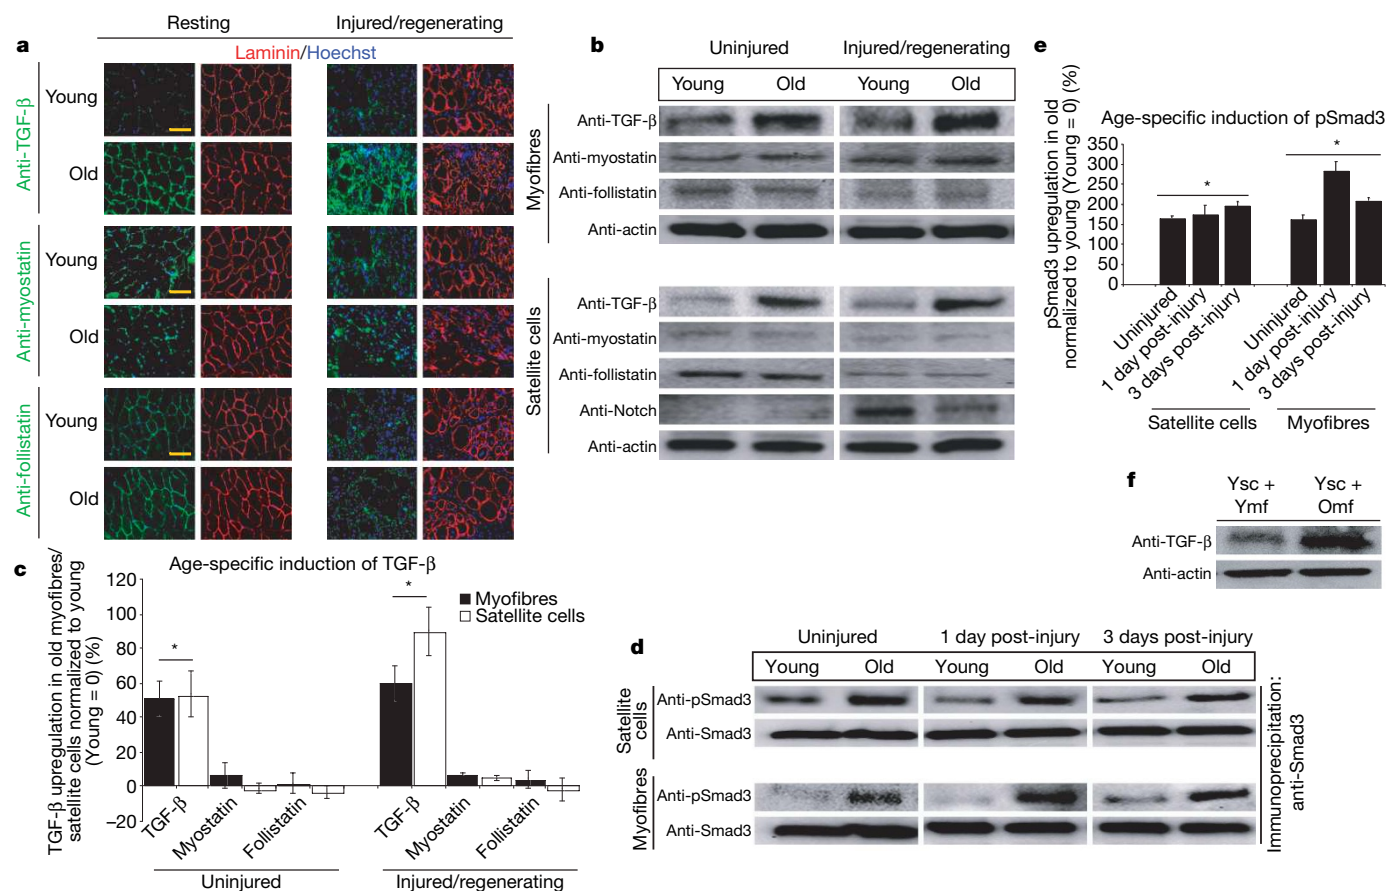 a
Resting Injured/regenerating
Laminin/Hoechst
Anti-TGF-β
Young
Old
Anti-myostatin
Young
Old
Anti-follistatin
Young
Old
b
Uninjured Injured/regenerating
Young Old Young Old
Myofibres
Anti-TGF-β
Anti-myostatin
Anti-follistatin
Anti-actin
Satellite cells
Anti-TGF-β
Anti-myostatin
Anti-follistatin
Anti-Notch
Anti-actin
e
Age-specific induction of pSmad3
pSmad3 upregulation in old
normalized to young (Young = 0) (%)
350
300
250
200
150
100
50
0
*
*
Uninjured
1 day post-injury
3 days post-injury
Uninjured
1 day post-injury
3 days post-injury
Satellite cells Myofibres
f
Ysc + Ysc +
Ymf Omf
Anti-TGF-β
Anti-actin
c
Age-specific induction of TGF-β
TGF-β upregulation in old myofibres/
satellite cells normalized to young
(Young = 0) (%)
120
100
80
60
40
20
0
–20
*
*
Myofibres
Satellite cells
TGF-β
Myostatin
Follistatin
TGF-β
Myostatin
Follistatin
Uninjured Injured/regenerating
d
Uninjured 1 day post-injury 3 days post-injury
Young Old Young Old Young Old
Satellite
cells
Anti-pSmad3
Anti-Smad3
Myofibres
Anti-pSmad3
Anti-Smad3
Immunoprecipitation:
anti-Smad3